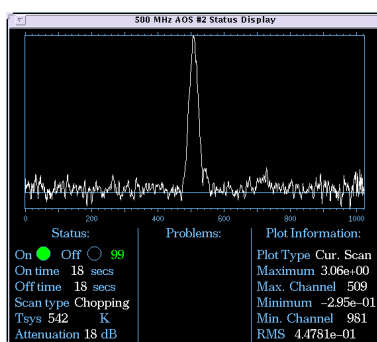 500 MHz AOS #2 Status Display
0 200 400 600 800 1000
Status: Problems: Plot Information:
On Off 99 Plot Type Cur. Scan
On time 18 secs Maximum 3.06e+00
Off time 18 secs Max. Channel 509
Scan type Chopping Minimum -2.95e-01
Tsys 542 K Min. Channel 981
Attenuation 18 dB RMS 4.4781e-01